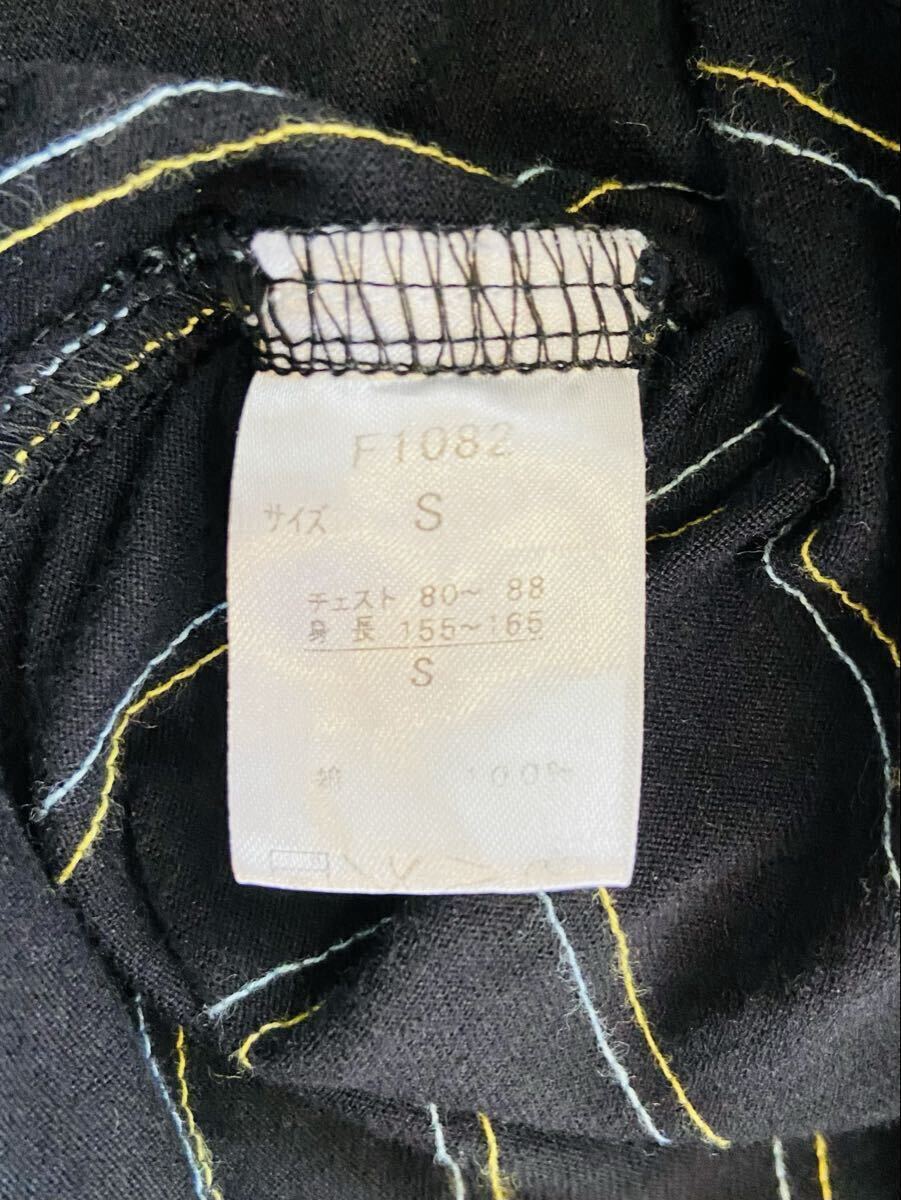 F1082
サイズ S
チェスト 80～ 88
身 長 155～165
S
綿 100%